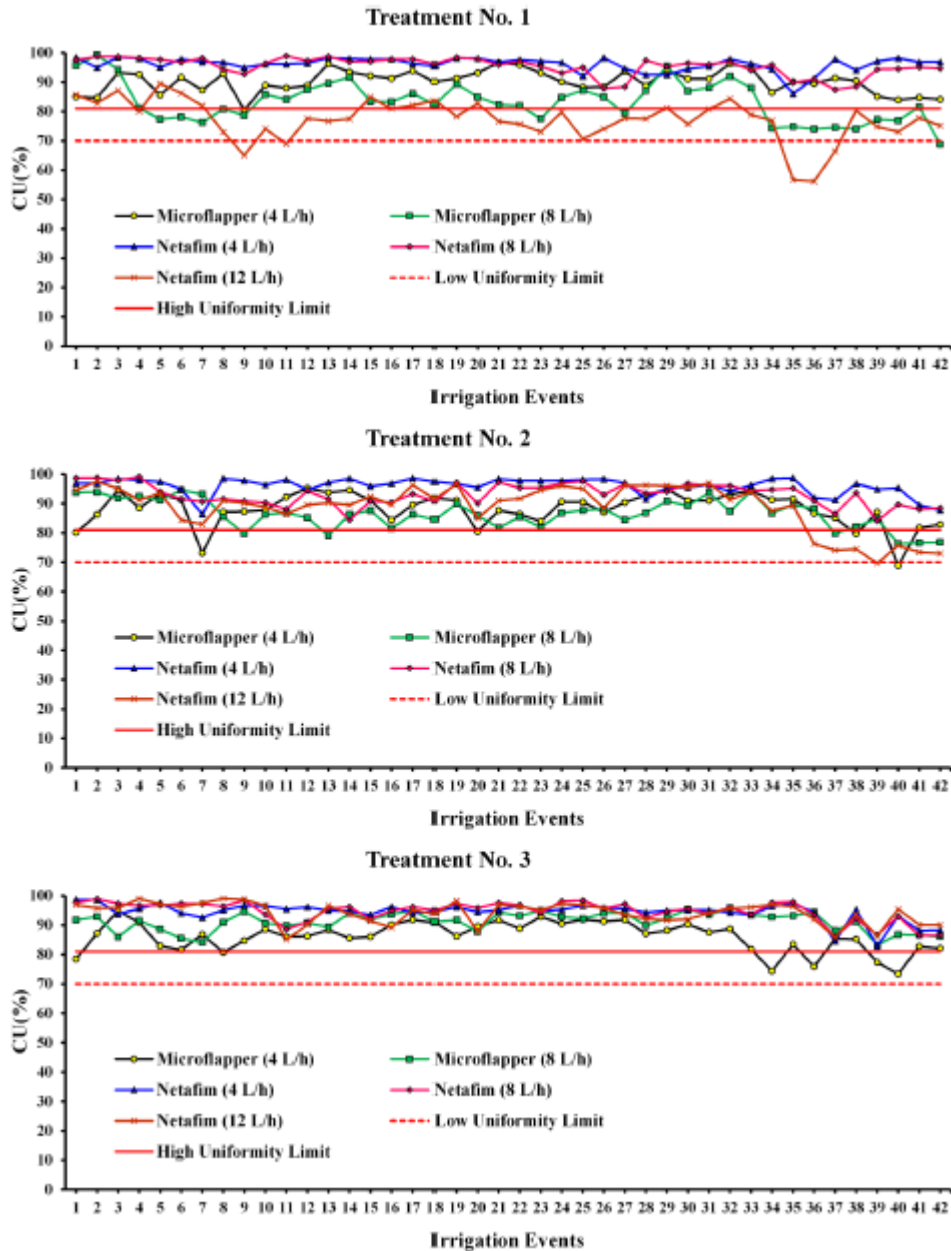 Treatment No. 1
CU(%)
100
90
80
70
60
50
40
30
20
10
0
Microflapper (4 L/h)
Microflapper (8 L/h)
Netafim (4 L/h)
Netafim (8 L/h)
Netafim (12 L/h)
Low Uniformity Limit
High Uniformity Limit
1 2 3 4 5 6 7 8 9 10 11 12 13 14 15 16 17 18 19 20 21 22 23 24 25 26 27 28 29 30 31 32 33 34 35 36 37 38 39 40 41 42
Irrigation Events
Treatment No. 2
CU(%)
100
90
80
70
60
50
40
30
20
10
0
Microflapper (4 L/h)
Microflapper (8 L/h)
Netafim (4 L/h)
Netafim (8 L/h)
Netafim (12 L/h)
Low Uniformity Limit
High Uniformity Limit
1 2 3 4 5 6 7 8 9 10 11 12 13 14 15 16 17 18 19 20 21 22 23 24 25 26 27 28 29 30 31 32 33 34 35 36 37 38 39 40 41 42
Irrigation Events
Treatment No. 3
CU(%)
100
90
80
70
60
50
40
30
20
10
0
Microflapper (4 L/h)
Microflapper (8 L/h)
Netafim (4 L/h)
Netafim (8 L/h)
Netafim (12 L/h)
Low Uniformity Limit
High Uniformity Limit
1 2 3 4 5 6 7 8 9 10 11 12 13 14 15 16 17 18 19 20 21 22 23 24 25 26 27 28 29 30 31 32 33 34 35 36 37 38 39 40 41 42
Irrigation Events